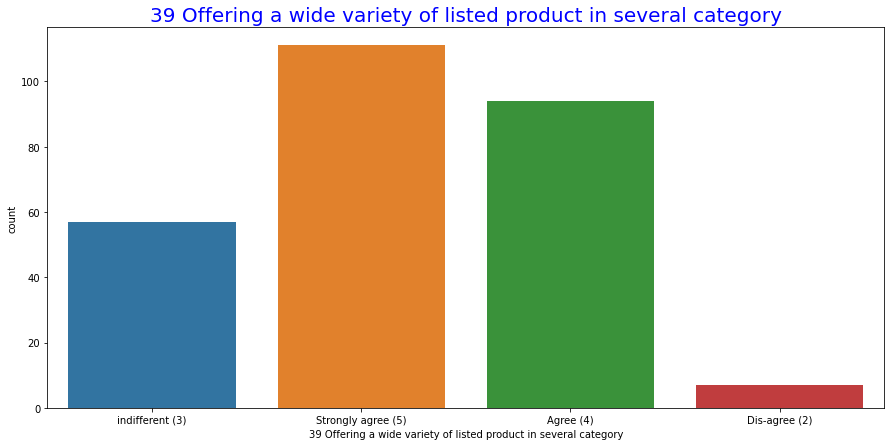 39 Offering a wide variety of listed product in several category
100
80
60
40
20
0
count
indifferent (3)
Strongly agree (5)
Agree (4)
Dis-agree (2)
39 Offering a wide variety of listed product in several category